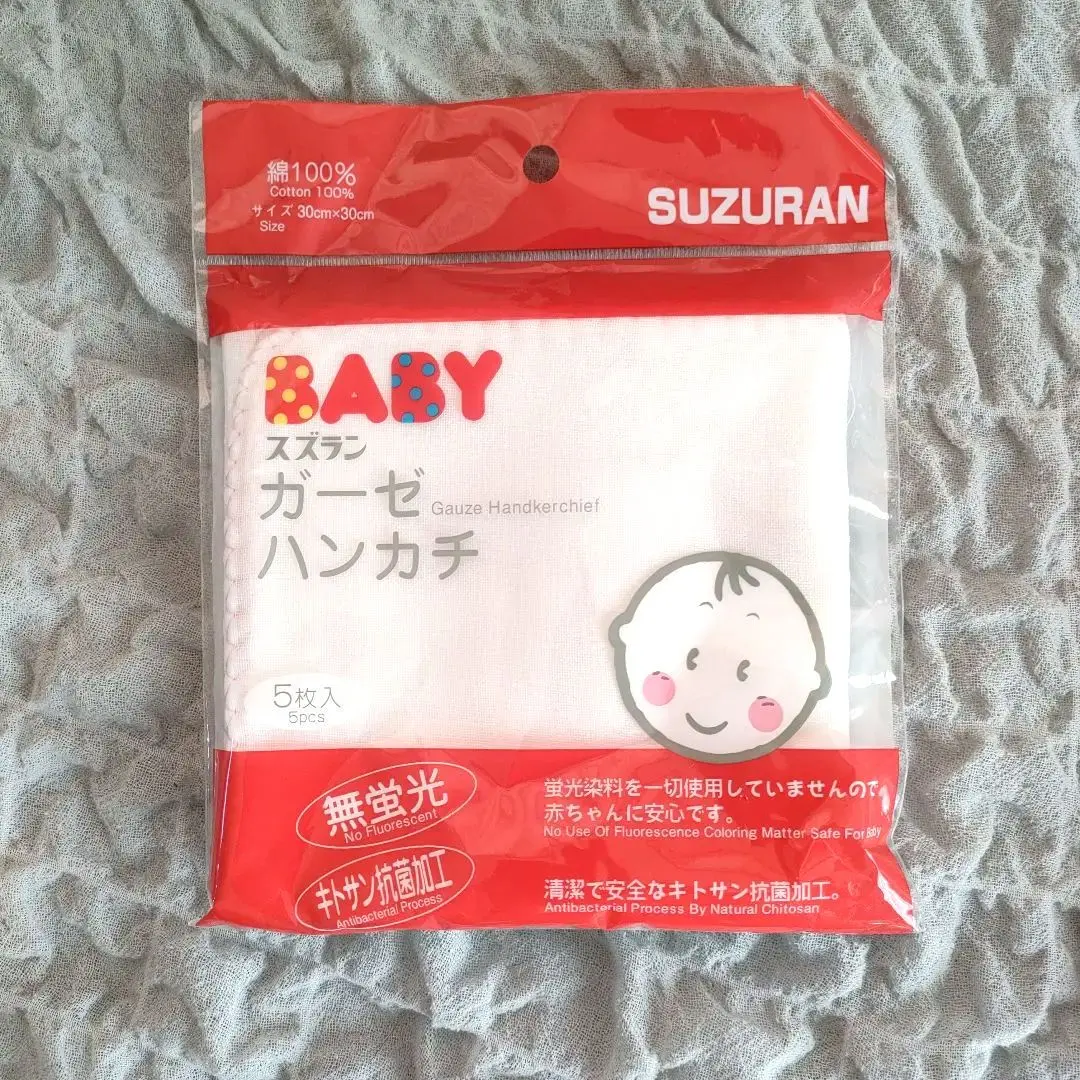 綿100%
Cotton 100%
サイズ 30cm×30cm
Size
SUZURAN
BABY
スズラン
ガーゼ
Gauze Handkerchief
ハンカチ
5枚入
5pcs
無蛍光
No Fluorescent
蛍光染料を一切使用していませんので、
赤ちゃんに安心です。
No Use Of Fluorescence Coloring Matter Safe For Baby
キトサン抗菌加工
Antibacterial Process
清潔で安全なキトサン抗菌加工。
Antibacterial Process By Natural Chitosan